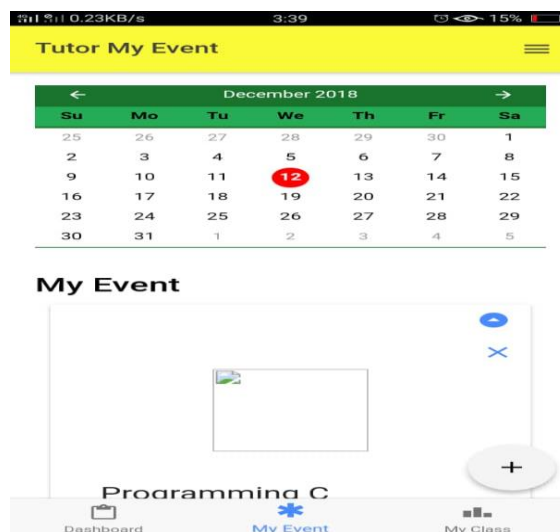 0.23KB/s 3:39 15%
Tutor My Event
← December 2018 →
Su Mo Tu We Th Fr Sa
25 26 27 28 29 30 1
2 3 4 5 6 7 8
9 10 11 12 13 14 15
16 17 18 19 20 21 22
23 24 25 26 27 28 29
30 31 1 2 3 4 5
My Event
+
Programming C
Dashboard My Event My Class